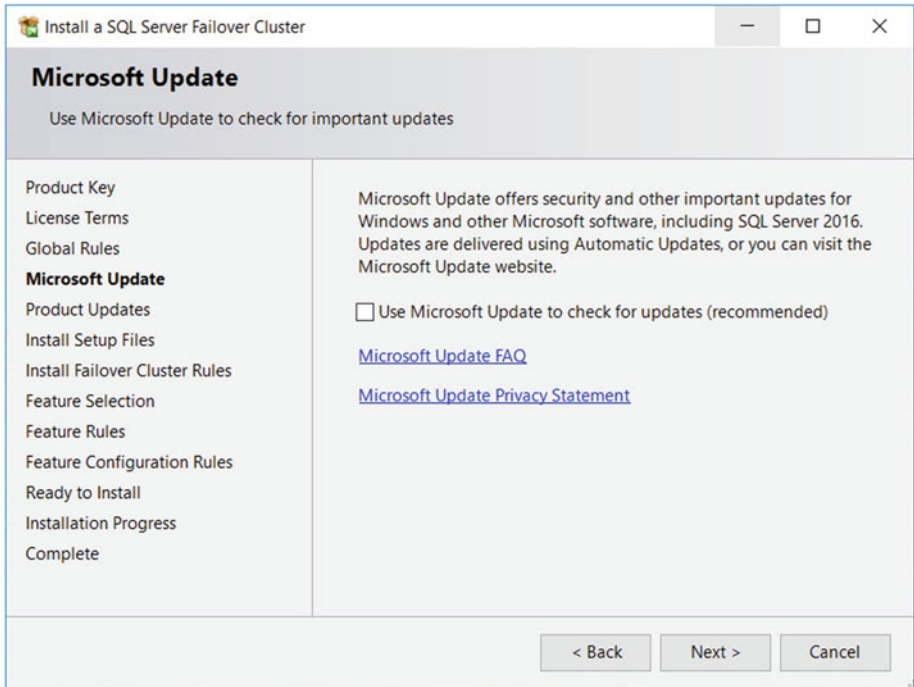 Install a SQL Server Failover Cluster
Microsoft Update
Use Microsoft Update to check for important updates
Product Key
License Terms
Global Rules
Microsoft Update
Product Updates
Install Setup Files
Install Failover Cluster Rules
Feature Selection
Feature Rules
Feature Configuration Rules
Ready to Install
Installation Progress
Complete
Microsoft Update offers security and other important updates for
Windows and other Microsoft software, including SQL Server 2016.
Updates are delivered using Automatic Updates, or you can visit the
Microsoft Update website.
Use Microsoft Update to check for updates (recommended)
Microsoft Update FAQ
Microsoft Update Privacy Statement
< Back Next > Cancel